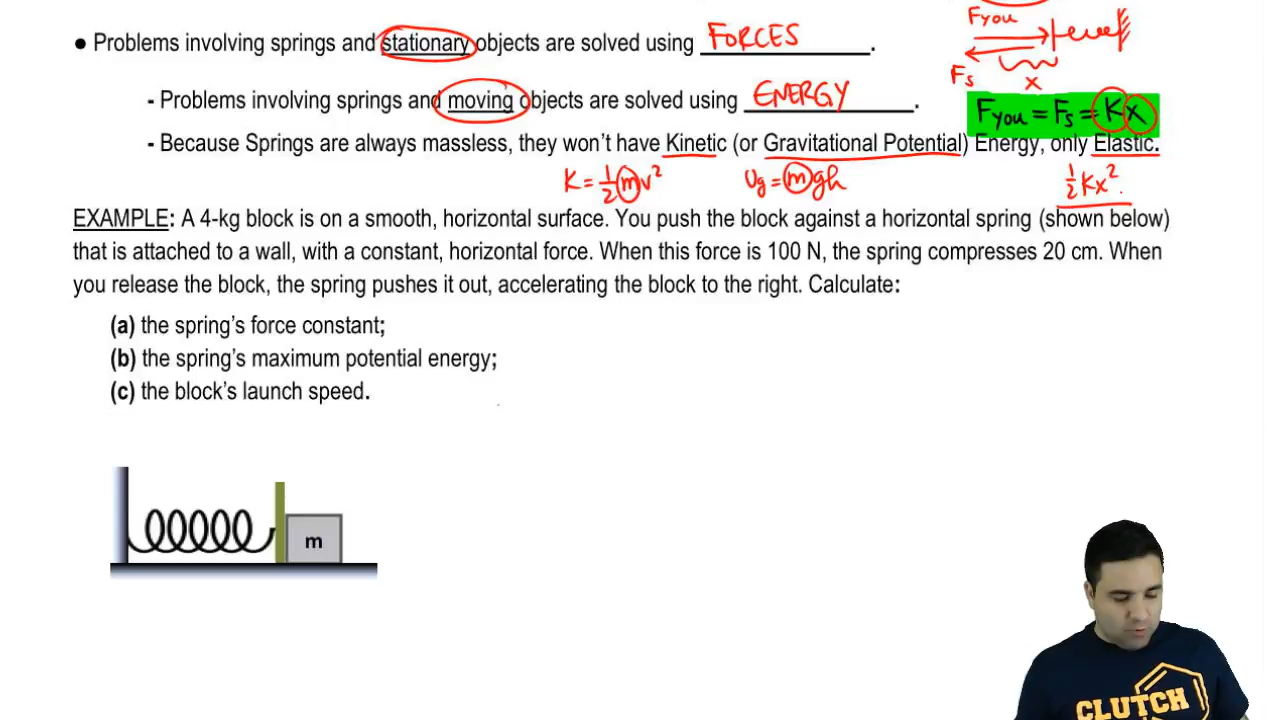 ● Problems involving springs and stationary objects are solved using FORCES.
Fyou
Fs
x
- Problems involving springs and moving objects are solved using ENERGY.
Fyou = Fs = Kx
- Because Springs are always massless, they won't have Kinetic (or Gravitational Potential) Energy, only Elastic.
K = ½mv² Ug = mgh ½Kx².
EXAMPLE: A 4-kg block is on a smooth, horizontal surface. You push the block against a horizontal spring (shown below)
that is attached to a wall, with a constant, horizontal force. When this force is 100 N, the spring compresses 20 cm. When
you release the block, the spring pushes it out, accelerating the block to the right. Calculate:
(a) the spring's force constant;
(b) the spring's maximum potential energy;
(c) the block's launch speed.
m
CLUTCH